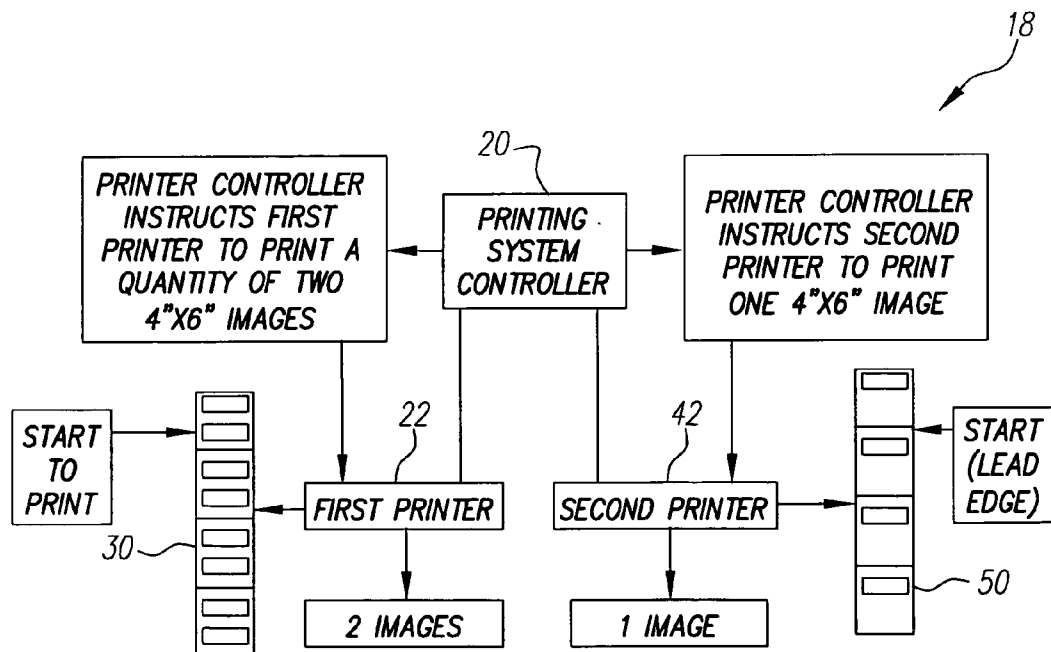 18
20
PRINTER CONTROLLER
INSTRUCTS FIRST
PRINTER TO PRINT A
QUANTITY OF TWO
4"X6" IMAGES
PRINTING
SYSTEM
CONTROLLER
PRINTER CONTROLLER
INSTRUCTS SECOND
PRINTER TO PRINT
ONE 4"X6" IMAGE
START
TO
PRINT
22
42
START
(LEAD
EDGE)
FIRST PRINTER
SECOND PRINTER
30
50
2 IMAGES
1 IMAGE